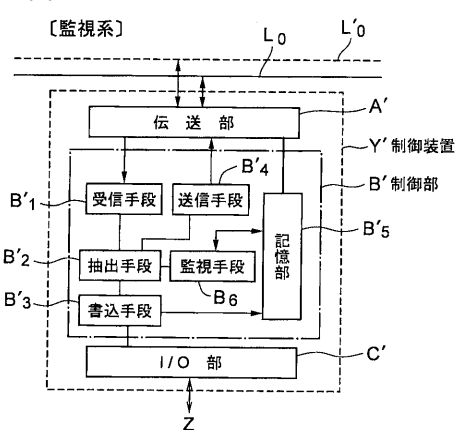 〔監視系〕
L0
L'0
伝送部
A'
Y' 制御装置
B' 制御部
B'1
受信手段
送信手段
B'4
記憶部
B'5
B'2
抽出手段
監視手段
B6
B'3
書込手段
I/O 部
C'
Z